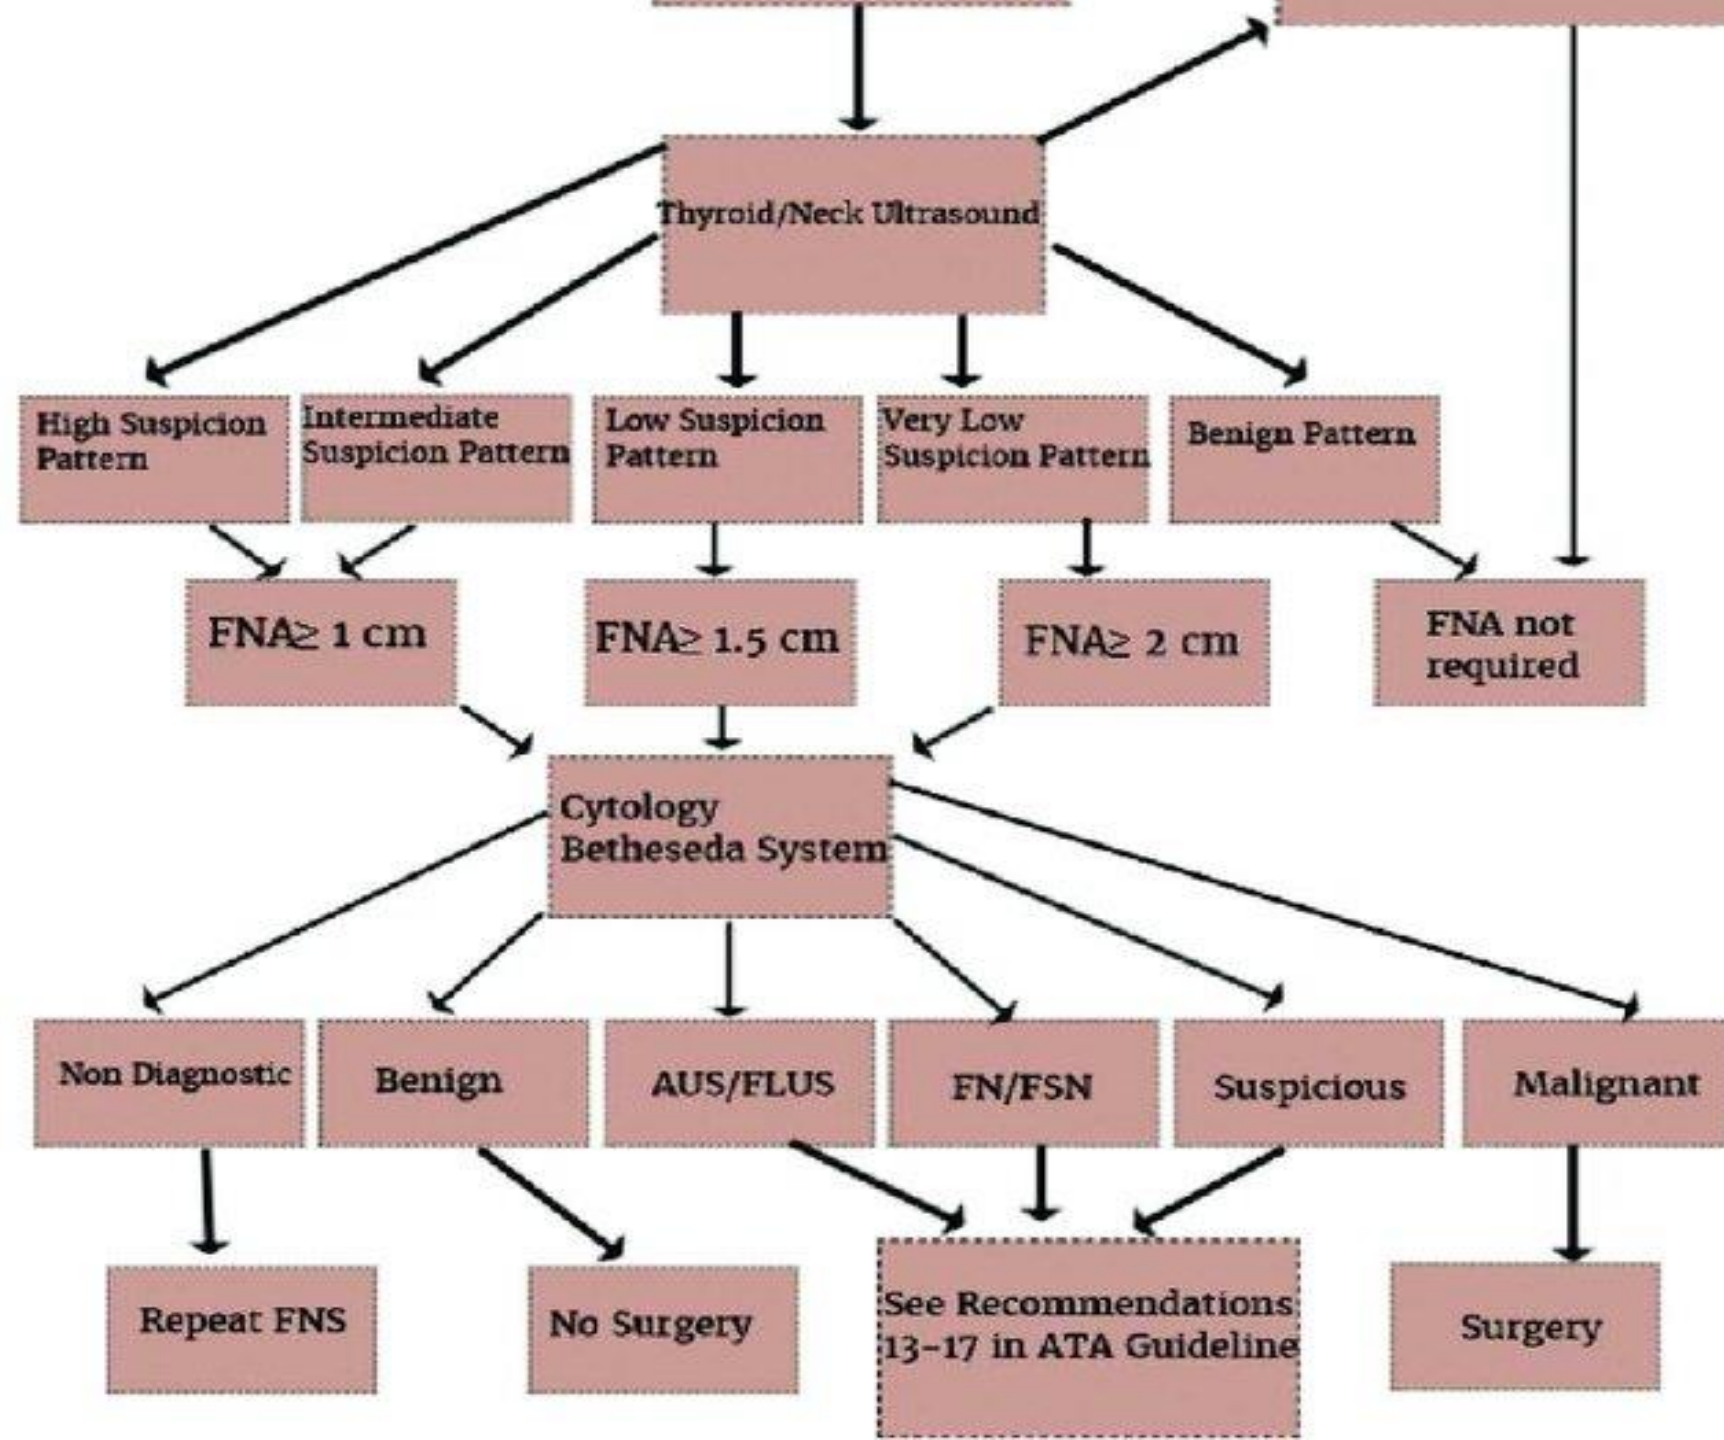 Thyroid/Neck Ultrasound
High Suspicion
Pattern
Intermediate
Suspicion Pattern
Low Suspicion
Pattern
Very Low
Suspicion Pattern
Benign Pattern
FNA≥ 1 cm
FNA≥ 1.5 cm
FNA≥ 2 cm
FNA not
required
Cytology
Betheseda System
Non Diagnostic
Benign
AUS/FLUS
FN/FSN
Suspicious
Malignant
Repeat FNS
No Surgery
See Recommendations
13-17 in ATA Guideline
Surgery